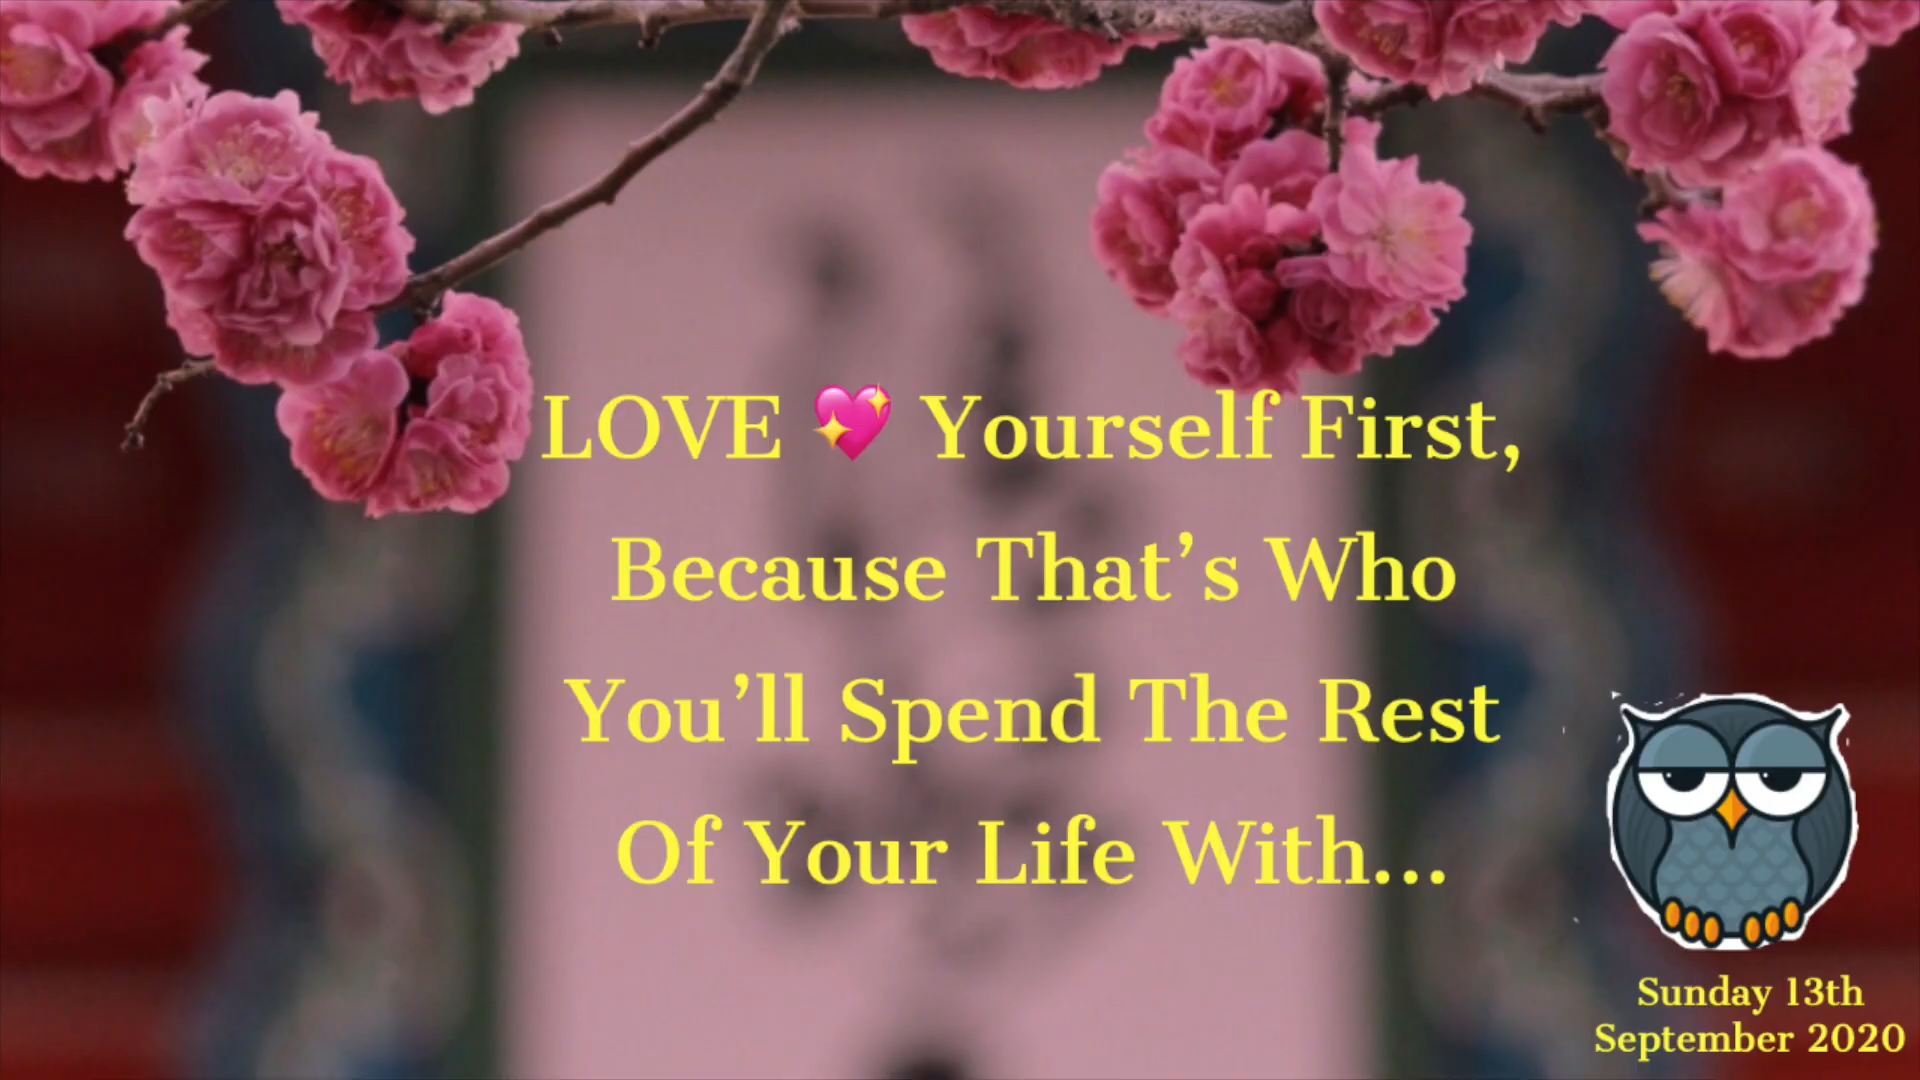 LOVE 💖 Yourself First,
Because That’s Who
You’ll Spend The Rest
Of Your Life With...
Sunday 13th
September 2020